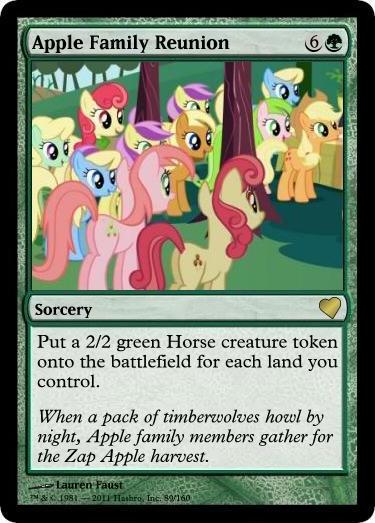 Apple Family Reunion 6
Sorcery
Put a 2/2 green Horse creature token
onto the battlefield for each land you
control.
When a pack of timberwolves howl by
night, Apple family members gather for
the Zap Apple harvest.
Lauren Faust
™ & © 1981 — 2011 Hasbro, Inc. 89/160